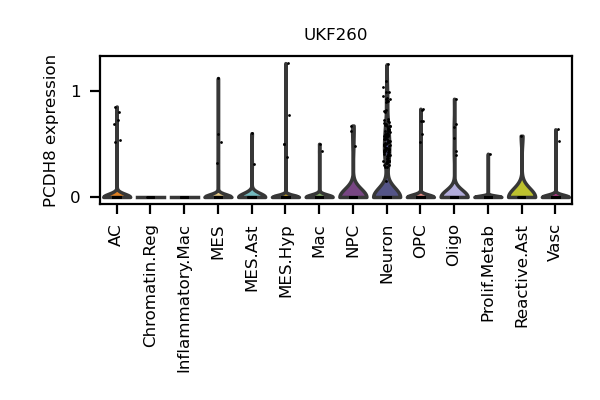 UKF260
PCDH8 expression
1
0
AC
Chromatin.Reg
Inflammatory.Mac
MES
MES.Ast
MES.Hyp
Mac
NPC
Neuron
OPC
Oligo
Prolif.Metab
Reactive.Ast
Vasc